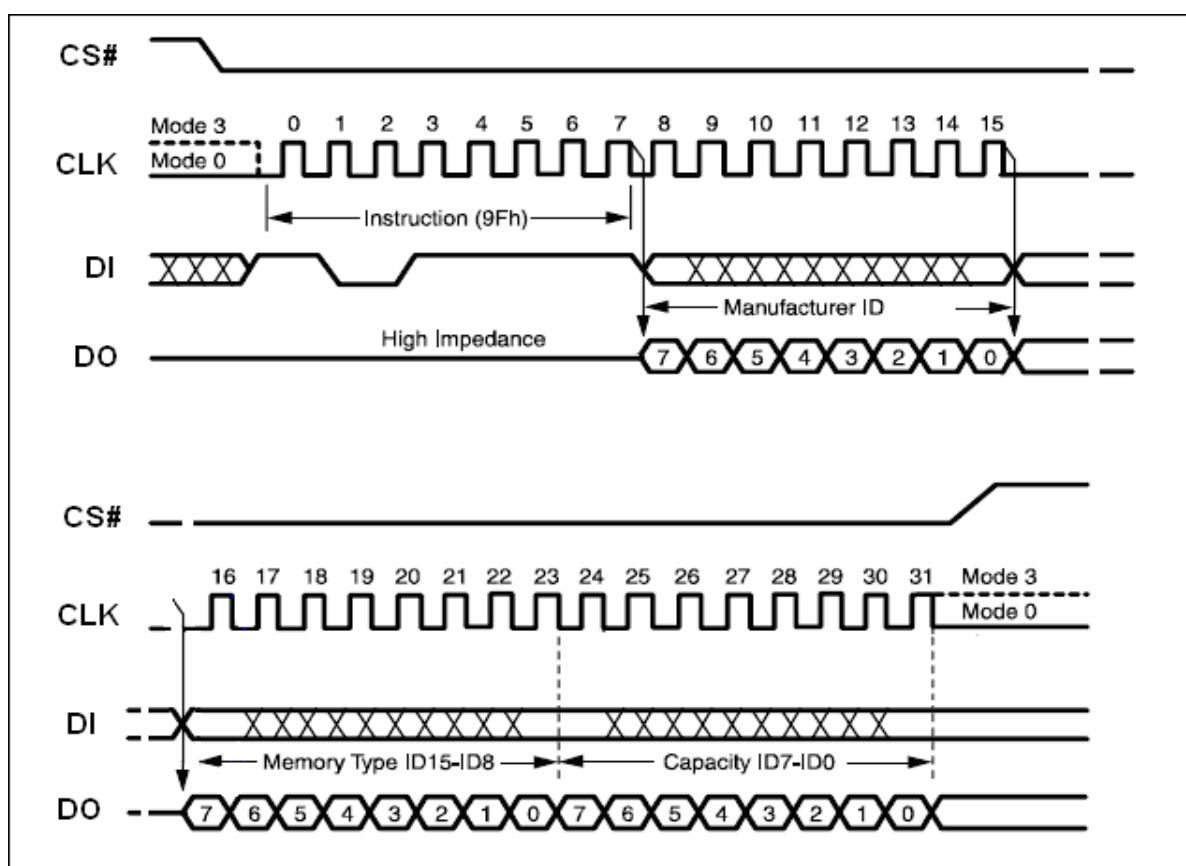 CS#
Mode 3
0 1 2 3 4 5 6 7 8 9 10 11 12 13 14 15
CLK
Mode 0
Instruction (9Fh)
DI
Manufacturer ID
High Impedance
DO
7 6 5 4 3 2 1 0
CS#
16 17 18 19 20 21 22 23 24 25 26 27 28 29 30 31
Mode 3
CLK
Mode 0
DI
Memory Type ID15-ID8
Capacity ID7-ID0
DO
7 6 5 4 3 2 1 0 7 6 5 4 3 2 1 0